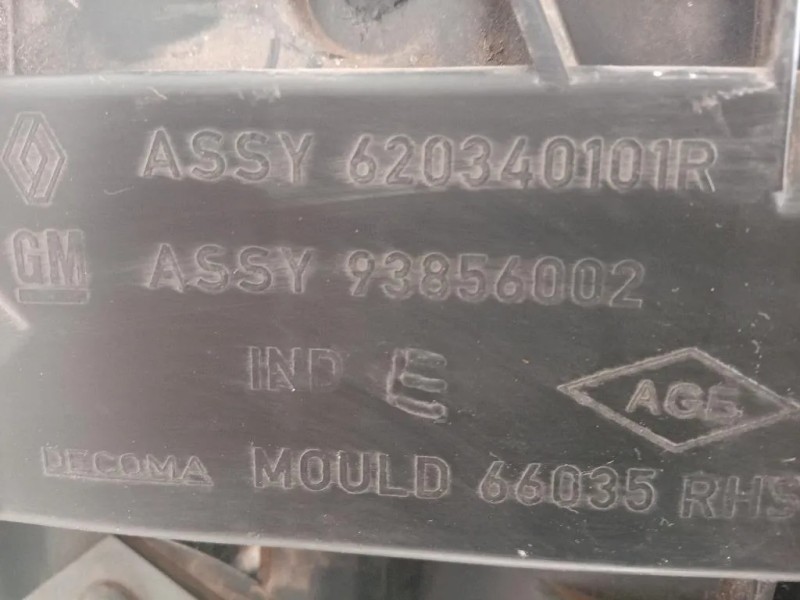 ASSY 620340101R
GM ASSY 93856002
IND E
AGE
DECOMA MOULD 66035 RHS